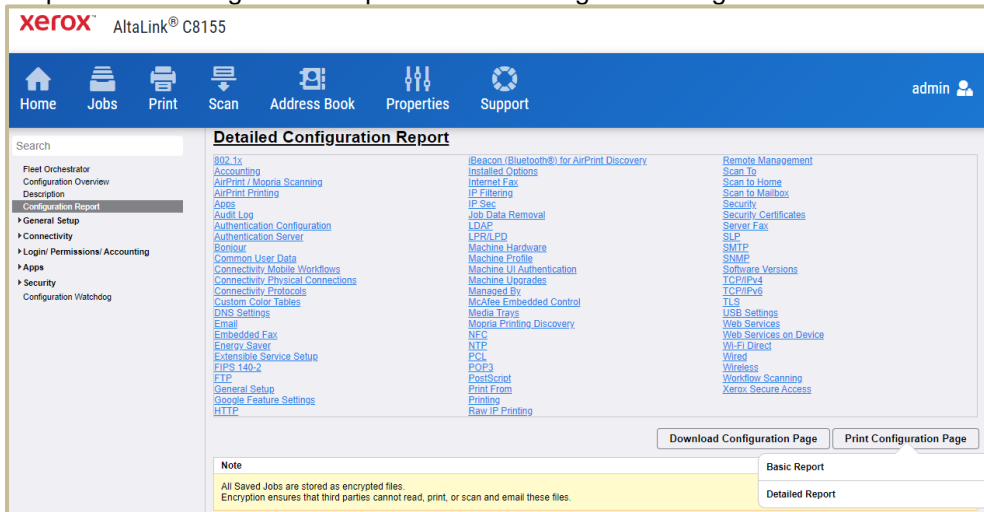 xerox™ AltaLink® C8155
Home Jobs Print Scan Address Book Properties Support admin
Search
Fleet Orchestrator
Configuration Overview
Description
Configuration Report
General Setup
Connectivity
Login/ Permissions/ Accounting
Apps
Security
Configuration Watchdog
Detailed Configuration Report
802.1x
Accounting
AirPrint / Mopria Scanning
AirPrint Printing
Apps
Audit Log
Authentication Configuration
Authentication Server
Bonjour
Common User Data
Connectivity Mobile Workflows
Connectivity Physical Connections
Connectivity Protocols
Custom Color Tables
DNS Settings
Email
Embedded Fax
Energy Saver
Extensible Service Setup
FIPS 140-2
FTP
General Setup
Google Feature Settings
HTTP
iBeacon (Bluetooth®) for AirPrint Discovery
Installed Options
Internet Fax
IP Filtering
IP Sec
Job Data Removal
LDAP
LPR/LPD
Machine Hardware
Machine Profile
Machine UI Authentication
Machine Upgrades
Managed By
McAfee Embedded Control
Media Trays
Mopria Printing Discovery
NFC
NTP
PCL
POP3
PostScript
Print From
Printing
Raw IP Printing
Remote Management
Scan To
Scan to Home
Scan to Mailbox
Security
Security Certificates
Server Fax
SLP
SMTP
SNMP
Software Versions
TCP/IPv4
TCP/IPv6
TLS
USB Settings
Web Services
Web Services on Device
Wi-Fi Direct
Wired
Wireless
Workflow Scanning
Xerox Secure Access
Download Configuration Page Print Configuration Page
Basic Report
Detailed Report
Note
All Saved Jobs are stored as encrypted files.
Encryption ensures that third parties cannot read, print, or scan and email these files.